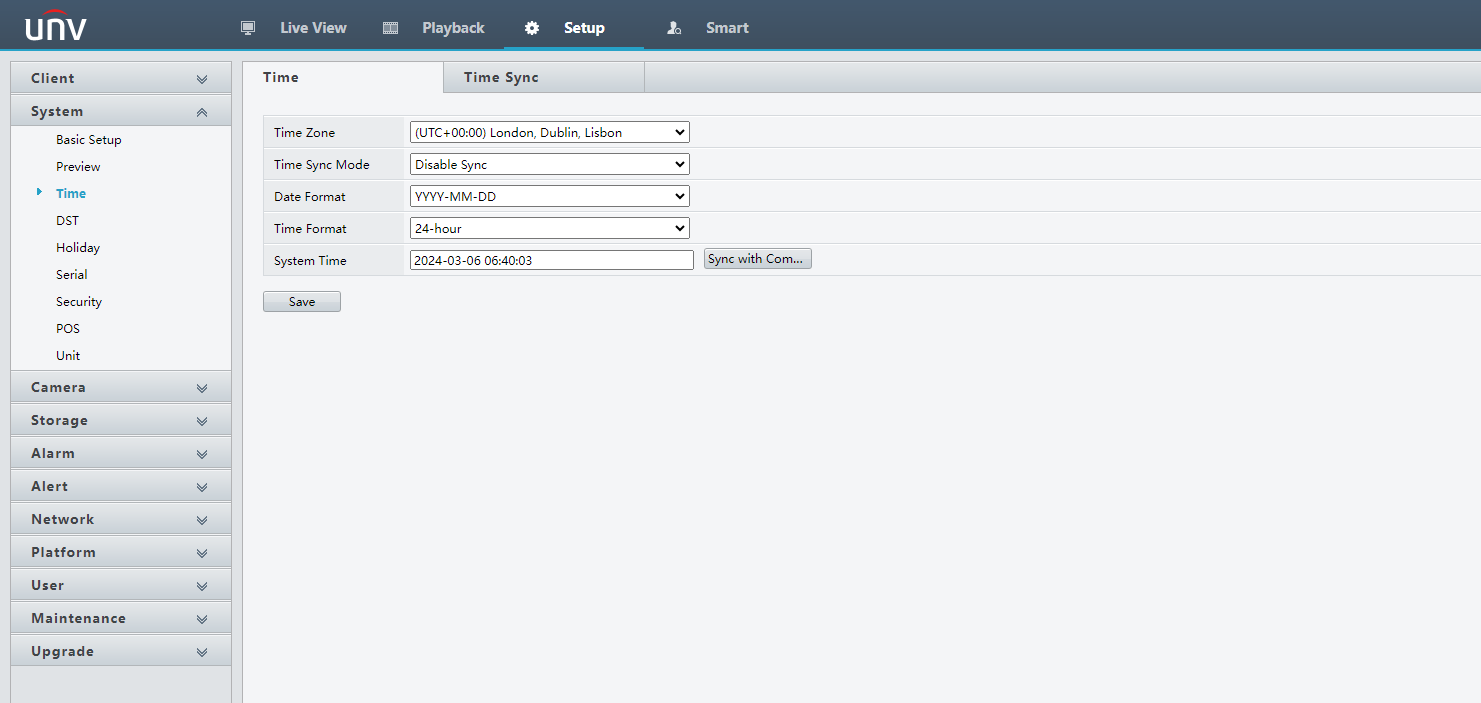 unv
Live View
Playback
Setup
Smart
Client
System
Basic Setup
Preview
Time
DST
Holiday
Serial
Security
POS
Unit
Camera
Storage
Alarm
Alert
Network
Platform
User
Maintenance
Upgrade
Time
Time Sync
Time Zone
(UTC+00:00) London, Dublin, Lisbon
Time Sync Mode
Disable Sync
Date Format
YYYY-MM-DD
Time Format
24-hour
System Time
2024-03-06 06:40:03
Sync with Com...
Save